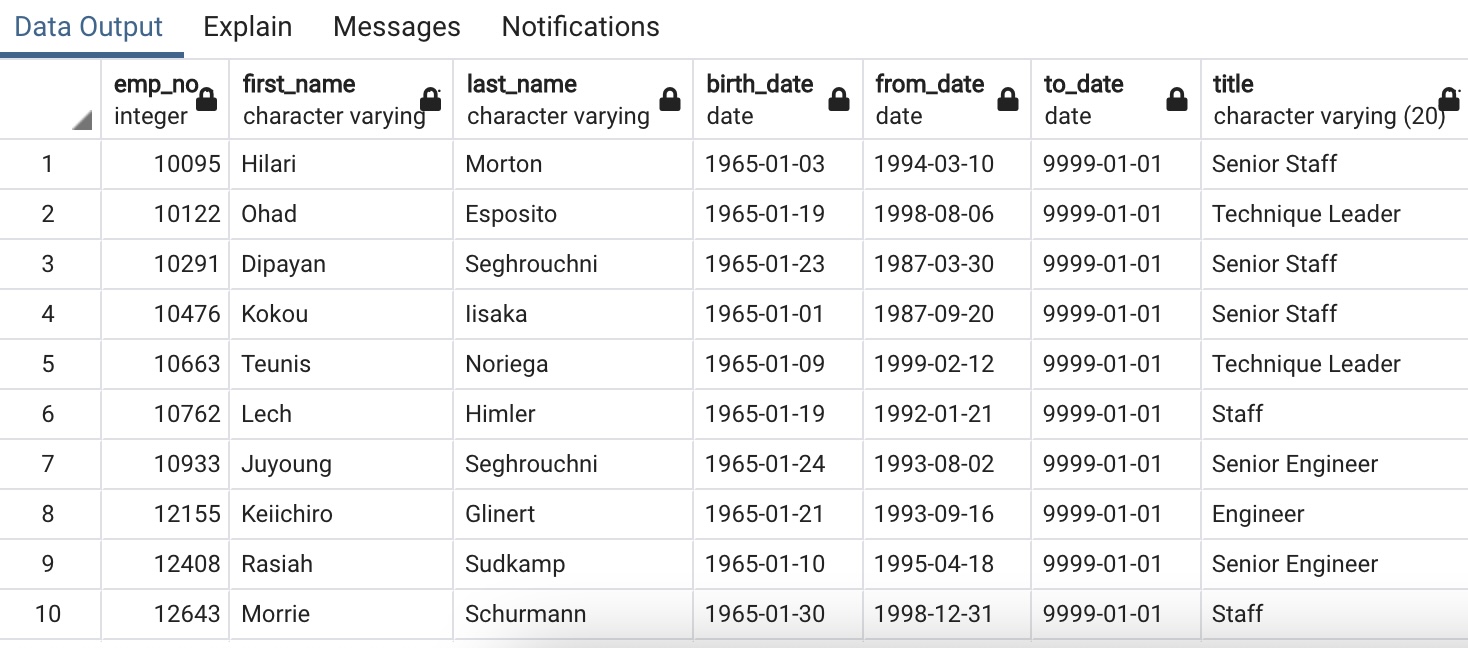 Data Output Explain Messages Notifications
emp_no first_name last_name birth_date from_date to_date title
integer character varying character varying date date date character varying (20)
1 10095 Hilari Morton 1965-01-03 1994-03-10 9999-01-01 Senior Staff
2 10122 Ohad Esposito 1965-01-19 1998-08-06 9999-01-01 Technique Leader
3 10291 Dipayan Seghrouchni 1965-01-23 1987-03-30 9999-01-01 Senior Staff
4 10476 Kokou Iisaka 1965-01-01 1987-09-20 9999-01-01 Senior Staff
5 10663 Teunis Noriega 1965-01-09 1999-02-12 9999-01-01 Technique Leader
6 10762 Lech Himler 1965-01-19 1992-01-21 9999-01-01 Staff
7 10933 Juyoung Seghrouchni 1965-01-24 1993-08-02 9999-01-01 Senior Engineer
8 12155 Keiichiro Glinert 1965-01-21 1993-09-16 9999-01-01 Engineer
9 12408 Rasiah Sudkamp 1965-01-10 1995-04-18 9999-01-01 Senior Engineer
10 12643 Morrie Schurmann 1965-01-30 1998-12-31 9999-01-01 Staff